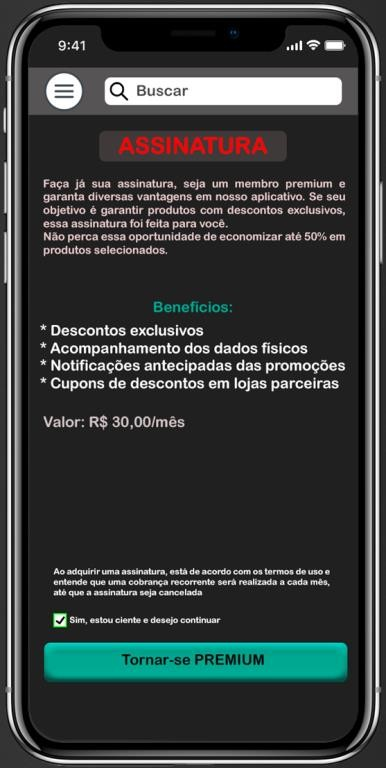 9:41
Buscar
ASSINATURA
Faça já sua assinatura, seja um membro premium e
garanta diversas vantagens em nosso aplicativo. Se seu
objetivo é garantir produtos com descontos exclusivos,
essa assinatura foi feita para você.
Não perca essa oportunidade de economizar até 50% em
produtos selecionados.
Benefícios:
* Descontos exclusivos
* Acompanhamento dos dados físicos
* Notificações antecipadas das promoções
* Cupons de descontos em lojas parceiras
Valor: R$ 30,00/mês
Ao adquirir uma assinatura, está de acordo com os termos de uso e
entende que uma cobrança recorrente será realizada a cada mês,
até que a assinatura seja cancelada
Sim, estou ciente e desejo continuar
Tornar-se PREMIUM